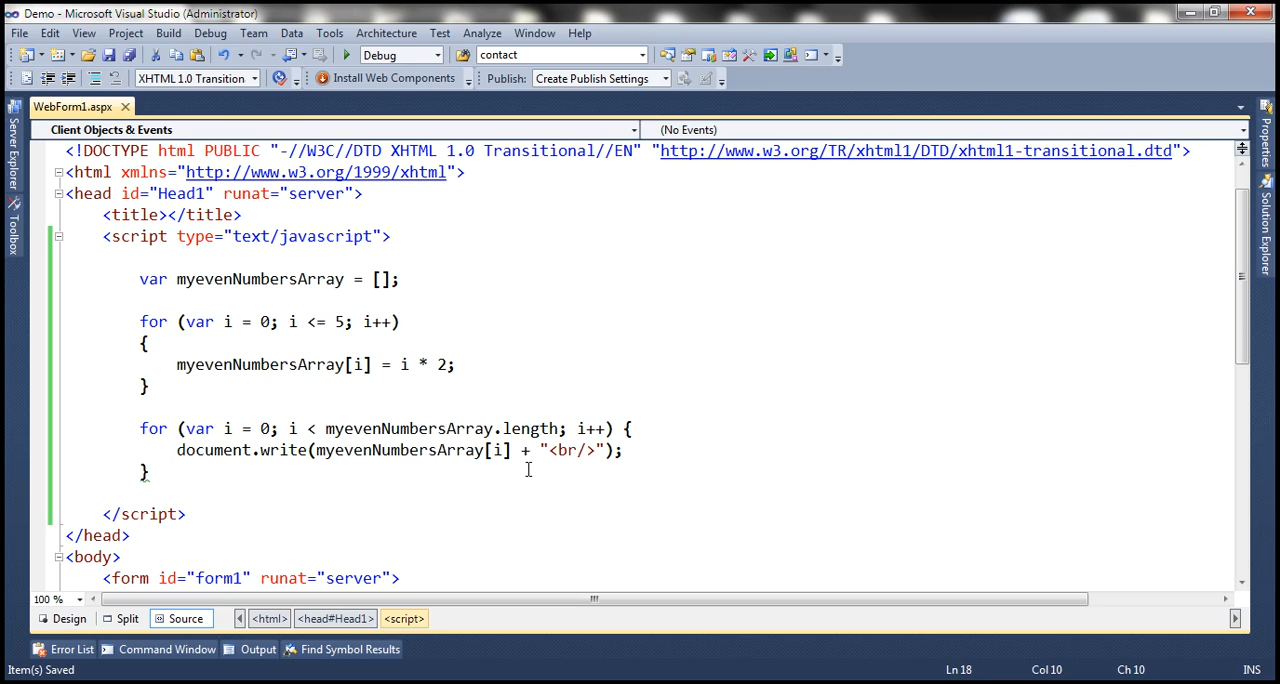 Demo - Microsoft Visual Studio (Administrator)
File Edit View Project Build Debug Team Data Tools Architecture Test Analyze Window Help
Debug contact
XHTML 1.0 Transition Install Web Components Publish: Create Publish Settings
WebForm1.aspx
Client Objects & Events (No Events)
Server Explorer
Toolbox
Properties
Solution Explorer
<!DOCTYPE html PUBLIC "-//W3C//DTD XHTML 1.0 Transitional//EN" "http://www.w3.org/TR/xhtml1/DTD/xhtml1-transitional.dtd">
<html xmlns="http://www.w3.org/1999/xhtml">
<head id="Head1" runat="server">
<title></title>
<script type="text/javascript">
var myevenNumbersArray = [];
for (var i = 0; i <= 5; i++)
{
myevenNumbersArray[i] = i * 2;
}
for (var i = 0; i < myevenNumbersArray.length; i++) {
document.write(myevenNumbersArray[i] + "<br/>");
}
</script>
</head>
<body>
<form id="form1" runat="server">
100 %
Design Split Source <html> <head#Head1> <script>
Error List Command Window Output Find Symbol Results
Item(s) Saved Ln 18 Col 10 Ch 10 INS